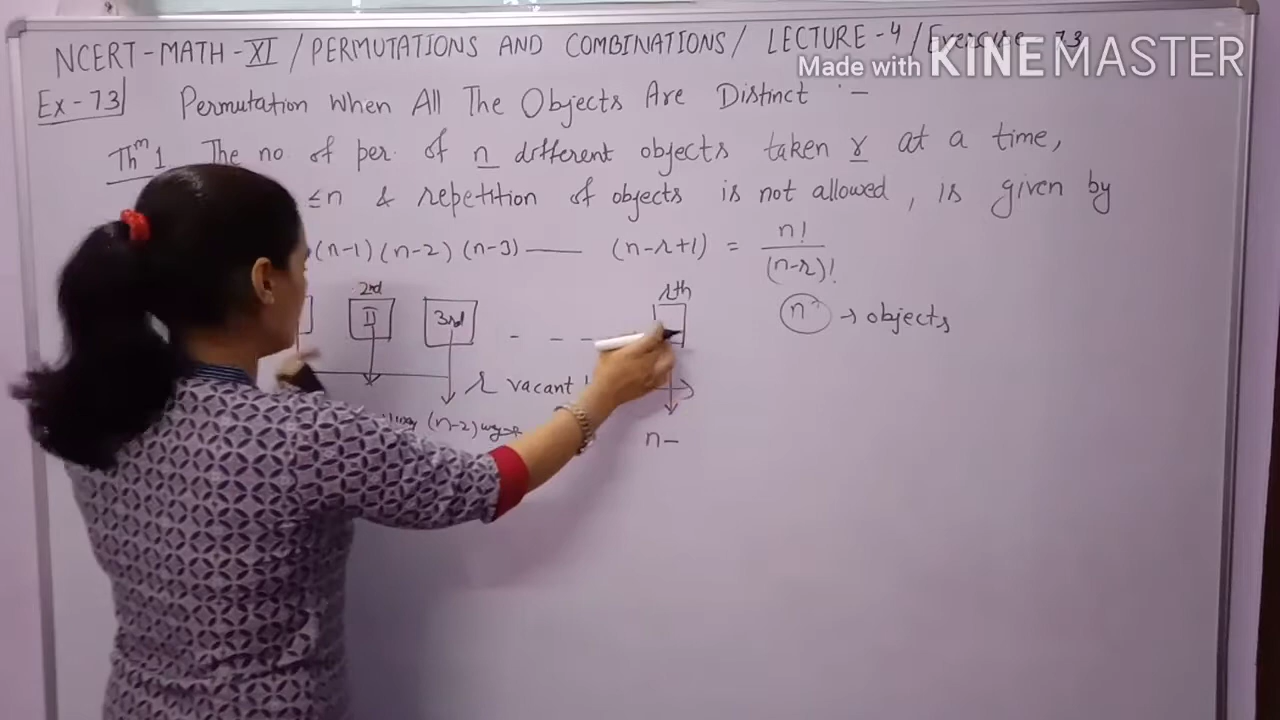 NCERT-MATH-XI / PERMUTATIONS AND COMBINATIONS / LECTURE-4 / Exercise 7.3
Made with KINEMASTER
Ex-7.3 Permutation When All The Objects Are Distinct :-
Thm 1 The no of per. of n different objects taken r at a time,
≤n & repetition of objects is not allowed, is given by
(n-1) (n-2) (n-3) —— (n-r+1) = n!/(n-r)!
2nd rth
II 3rd - - - n → objects
r vacant
(n-2) ways n-